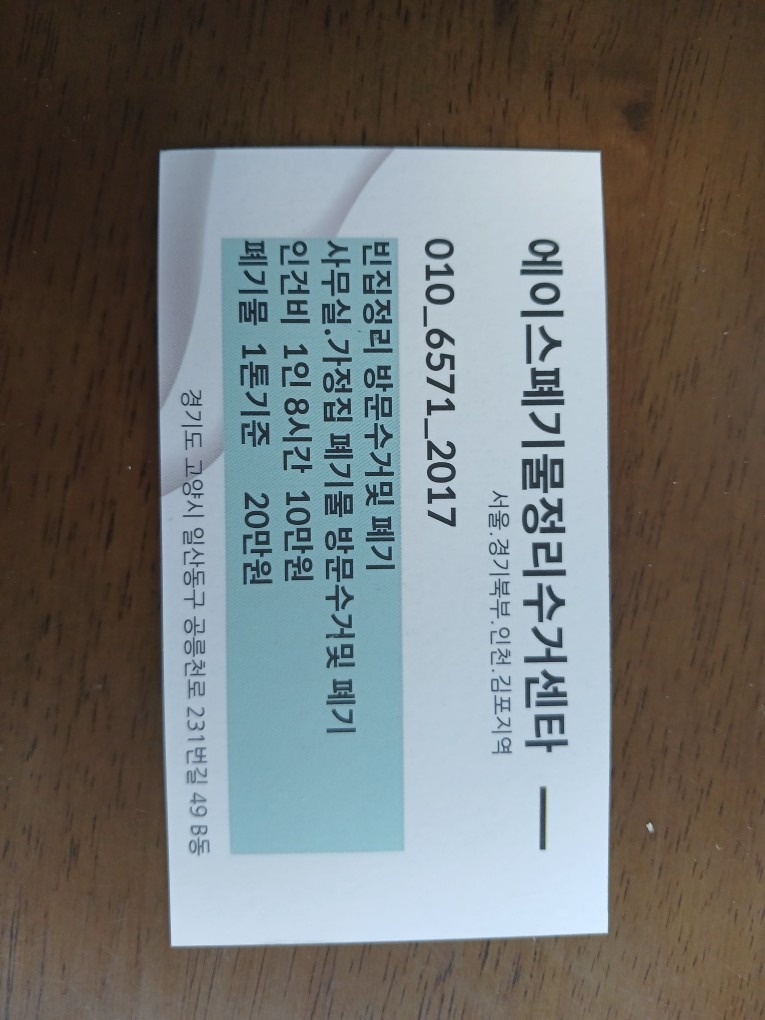 에이스폐기물정리수거센타 —
서울.경기북부.인천.김포지역
010_6571_2017
빈집정리 방문수거및 폐기
사무실.가정집 폐기물 방문수거및 폐기
인건비 1인 8시간 10만원
폐기물 1톤기준 20만원
경기도 고양시 일산동구 공릉천로 231번길 49 B동